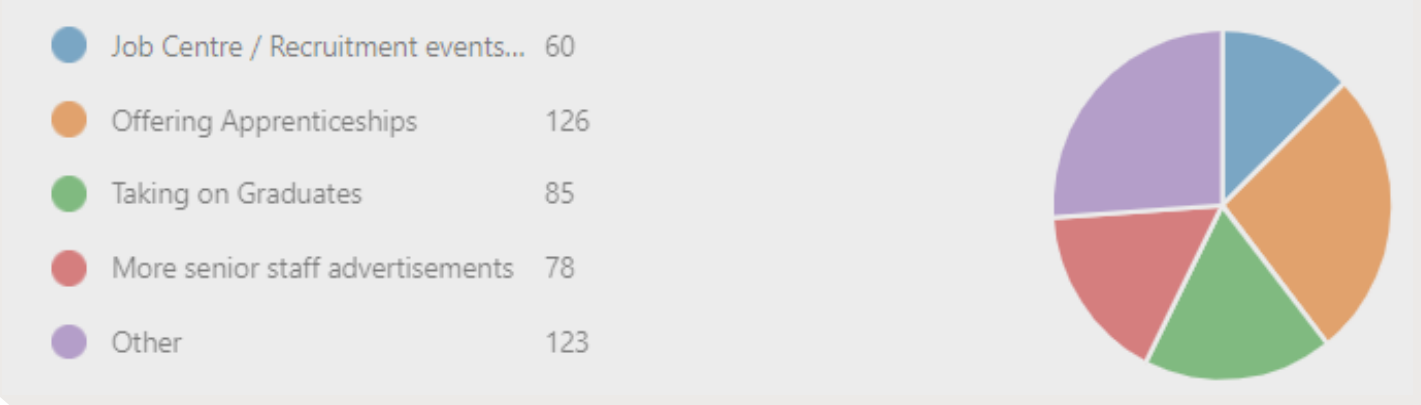 Job Centre / Recruitment events... 60
Offering Apprenticeships 126
Taking on Graduates 85
More senior staff advertisements 78
Other 123